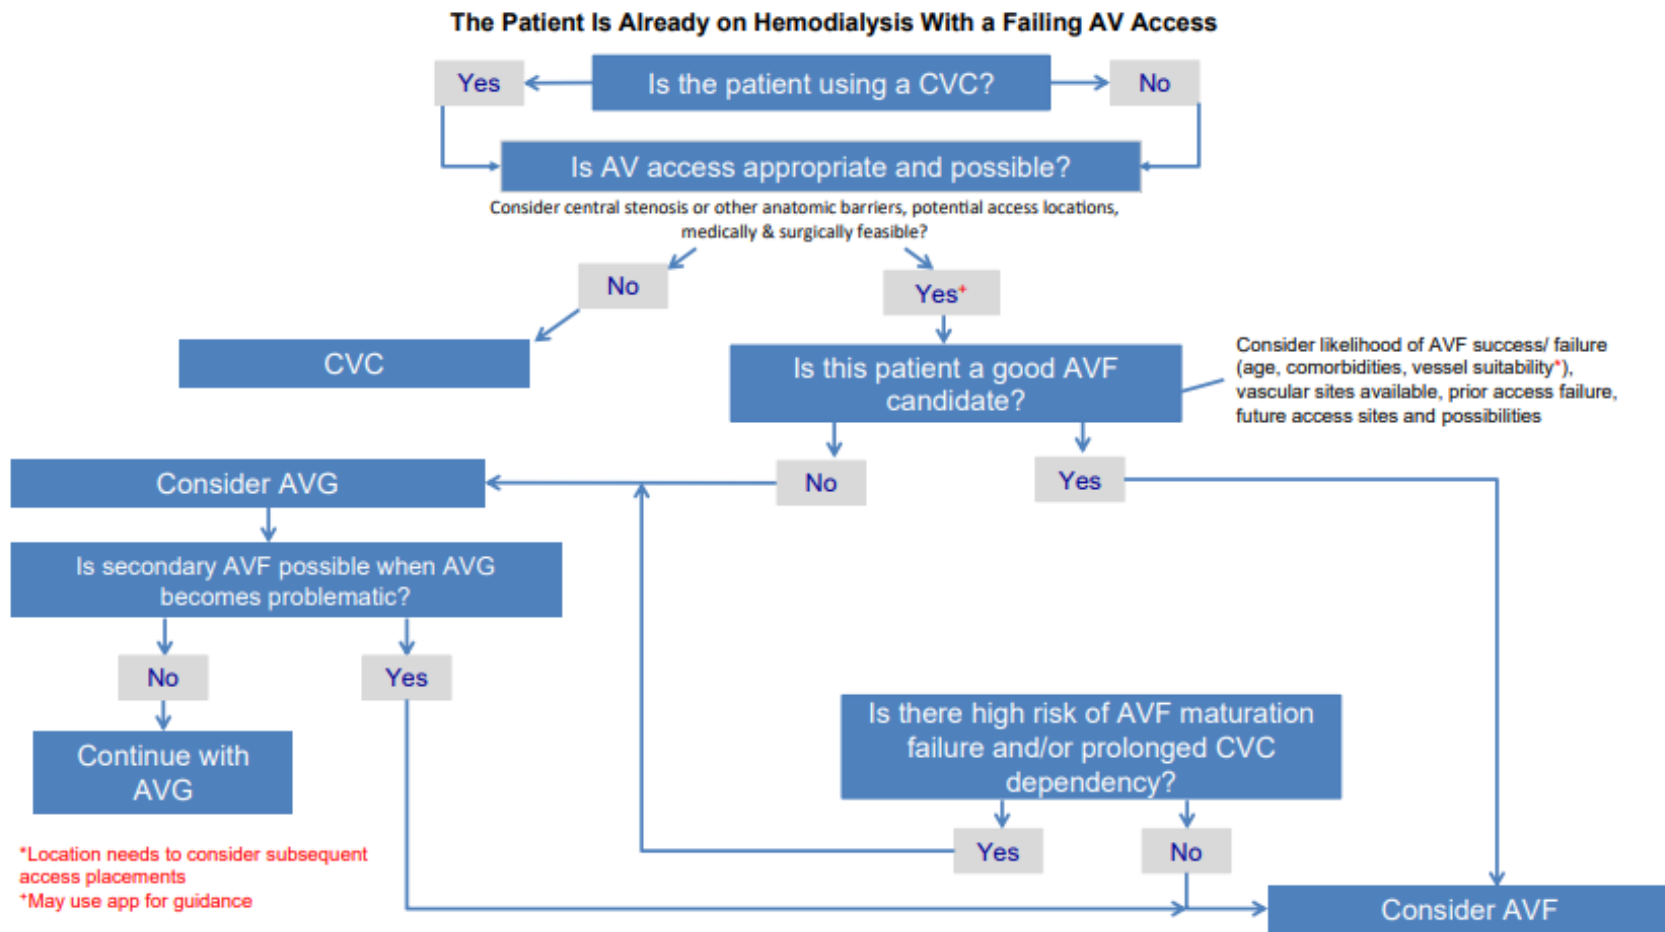 The Patient Is Already on Hemodialysis With a Failing AV Access
Yes
Is the patient using a CVC?
No
Is AV access appropriate and possible?
Consider central stenosis or other anatomic barriers, potential access locations,
medically & surgically feasible?
No
Yes+
CVC
Is this patient a good AVF
candidate?
Consider likelihood of AVF success/ failure
(age, comorbidities, vessel suitability*),
vascular sites available, prior access failure,
future access sites and possibilities
No
Yes
Consider AVG
Is secondary AVF possible when AVG
becomes problematic?
No
Yes
Continue with
AVG
Is there high risk of AVF maturation
failure and/or prolonged CVC
dependency?
Yes
No
*Location needs to consider subsequent
access placements
+May use app for guidance
Consider AVF